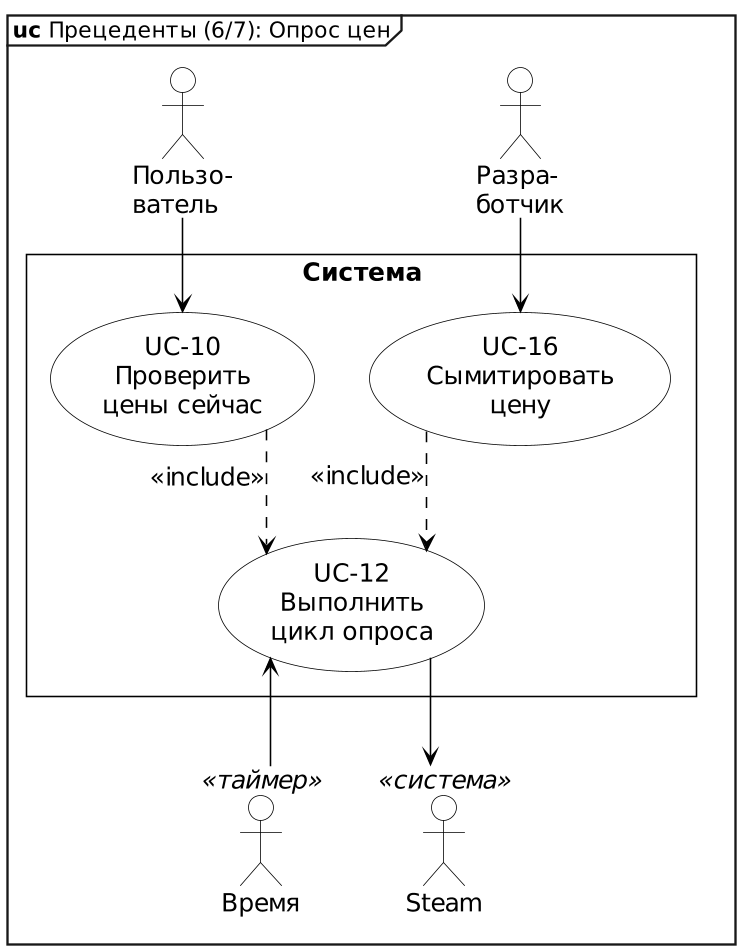 uc Прецеденты (6/7): Опрос цен
Пользо-
ватель
Разра-
ботчик
Система
UC-10
Проверить
цены сейчас
UC-16
Сымитировать
цену
«include»
«include»
UC-12
Выполнить
цикл опроса
«таймер»
«система»
Время
Steam